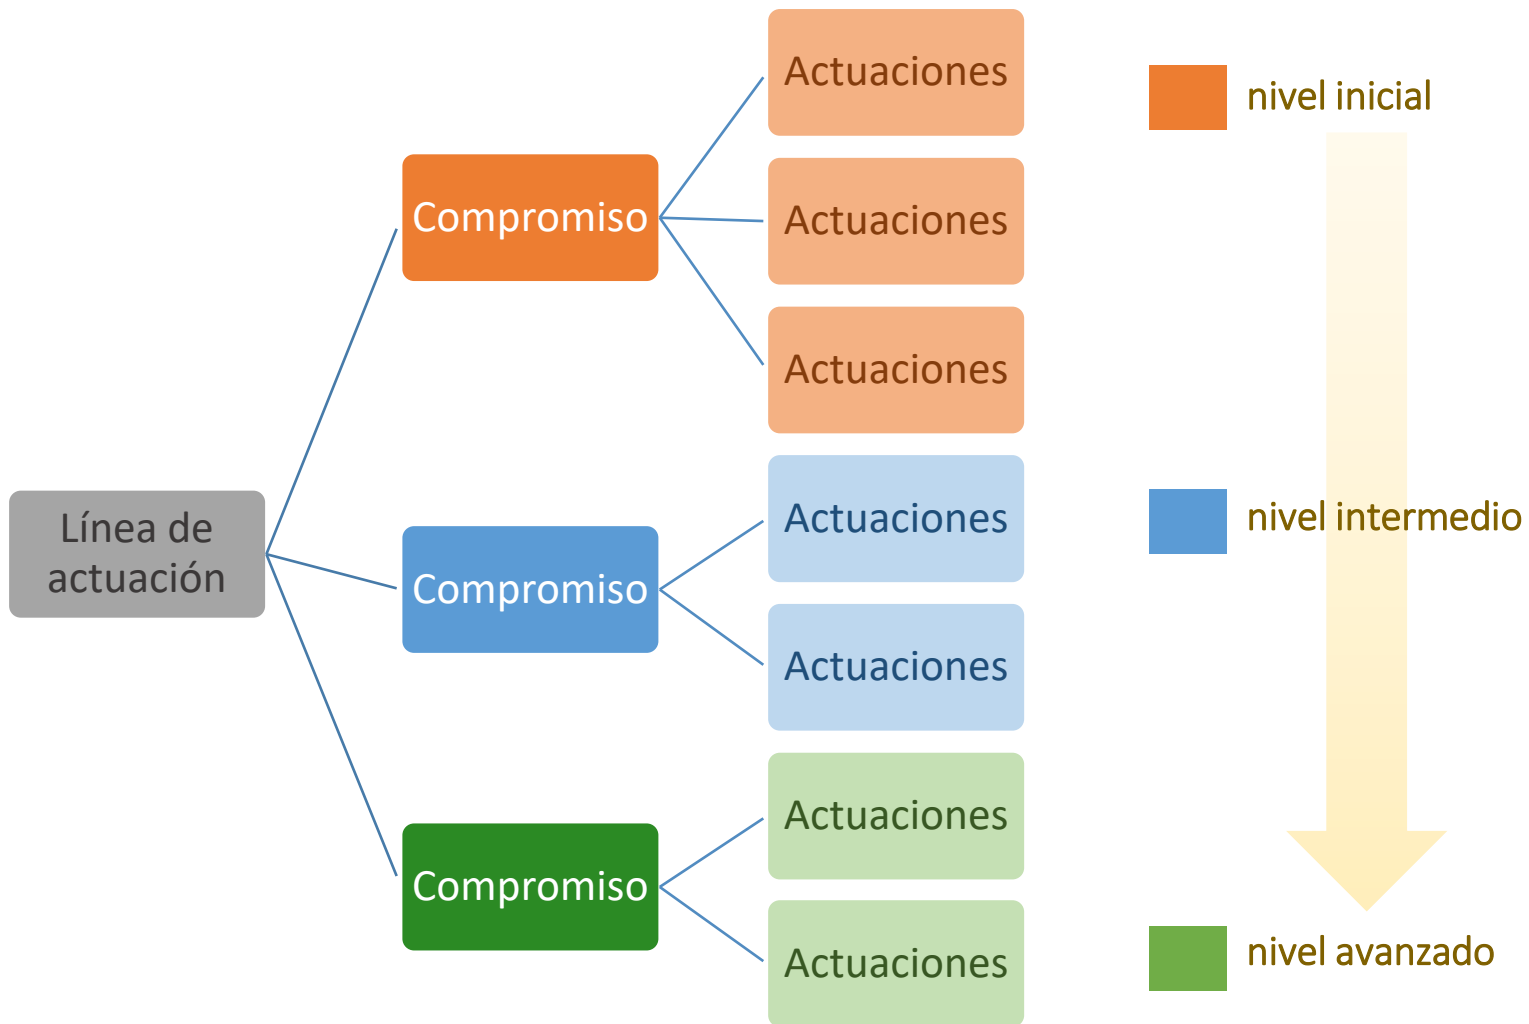 Línea de
actuación
Compromiso
Actuaciones
Actuaciones
Actuaciones
Compromiso
Actuaciones
Actuaciones
Compromiso
Actuaciones
Actuaciones
nivel inicial
nivel intermedio
nivel avanzado